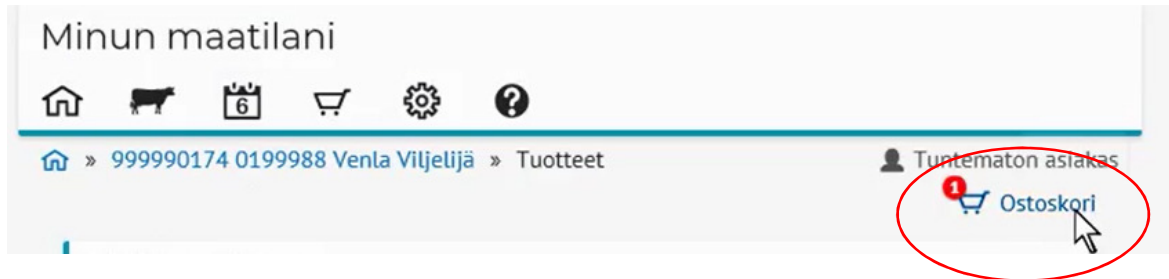 Minun maatilani
6
?
» 999990174 0199988 Venla Viljelijä » Tuotteet
Tuntematon asiakas
1 Ostoskori